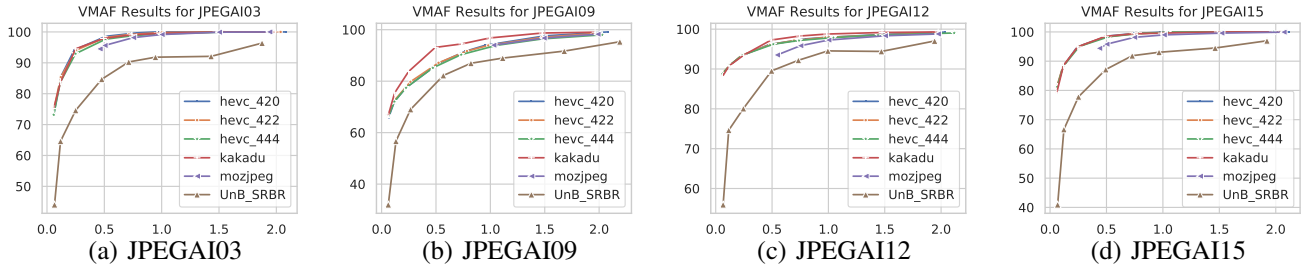 VMAF Results for JPEGAI03
100
90
80
70
60
50
hevc_420
hevc_422
hevc_444
kakadu
mozjpeg
UnB_SRBR
0.0 0.5 1.0 1.5 2.0
(a) JPEGAI03
VMAF Results for JPEGAI09
100
80
60
40
hevc_420
hevc_422
hevc_444
kakadu
mozjpeg
UnB_SRBR
0.0 0.5 1.0 1.5 2.0
(b) JPEGAI09
VMAF Results for JPEGAI12
100
90
80
70
60
hevc_420
hevc_422
hevc_444
kakadu
mozjpeg
UnB_SRBR
0.0 0.5 1.0 1.5 2.0
(c) JPEGAI12
VMAF Results for JPEGAI15
100
90
80
70
60
50
40
hevc_420
hevc_422
hevc_444
kakadu
mozjpeg
UnB_SRBR
0.0 0.5 1.0 1.5 2.0
(d) JPEGAI15